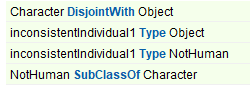 Character DisjointWith Object
inconsistentIndividual1 Type Object
inconsistentIndividual1 Type NotHuman
NotHuman SubClassOf Character